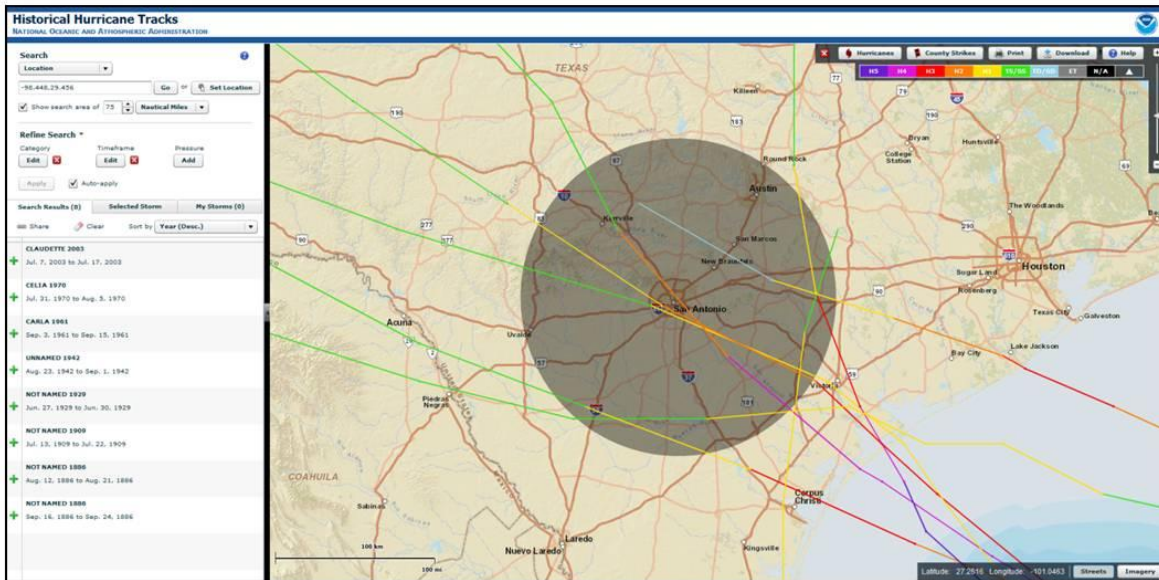 Historical Hurricane Tracks
NATIONAL OCEANIC AND ATMOSPHERIC ADMINISTRATION
Search
Location
-98.448,29.456
Go or Set Location
Show search area of 75 Nautical Miles
Refine Search
Category Timeframe Pressure
Edit Edit Add
Apply Auto-apply
Search Results (8) Selected Storm My Storms (0)
Share Clear Sort by Year (Desc.)
CLAUDETTE 2003
Jul. 7, 2003 to Jul. 17, 2003
CELIA 1970
Jul. 31, 1970 to Aug. 5, 1970
CARLA 1961
Sep. 3, 1961 to Sep. 15, 1961
UNNAMED 1942
Aug. 23, 1942 to Sep. 1, 1942
NOT NAMED 1929
Jun. 27, 1929 to Jun. 30, 1929
NOT NAMED 1909
Jul. 13, 1909 to Jul. 22, 1909
NOT NAMED 1886
Aug. 12, 1886 to Aug. 21, 1886
NOT NAMED 1886
Sep. 16, 1886 to Sep. 24, 1886
Hurricanes County Strikes Print Download Help
H5 H4 H3 H2 H1 TS/SS TD/SD ET N/A
TEXAS
Killeen
Bryan
College Station
Huntsville
Round Rock
Austin
The Woodlands
Kerrville
San Marcos
New Braunfels
Houston
Sugar Land
Rosenberg
San Antonio
Texas City
Galveston
Acuna
Uvalde
Lake Jackson
Bay City
Victoria
Piedras Negras
COAHUILA
Corpus Christi
Sabinas
Laredo
Nuevo Laredo
Kingsville
100 km
100 mi
Latitude: 27.2616 Longitude: -101.0463 Streets Imagery